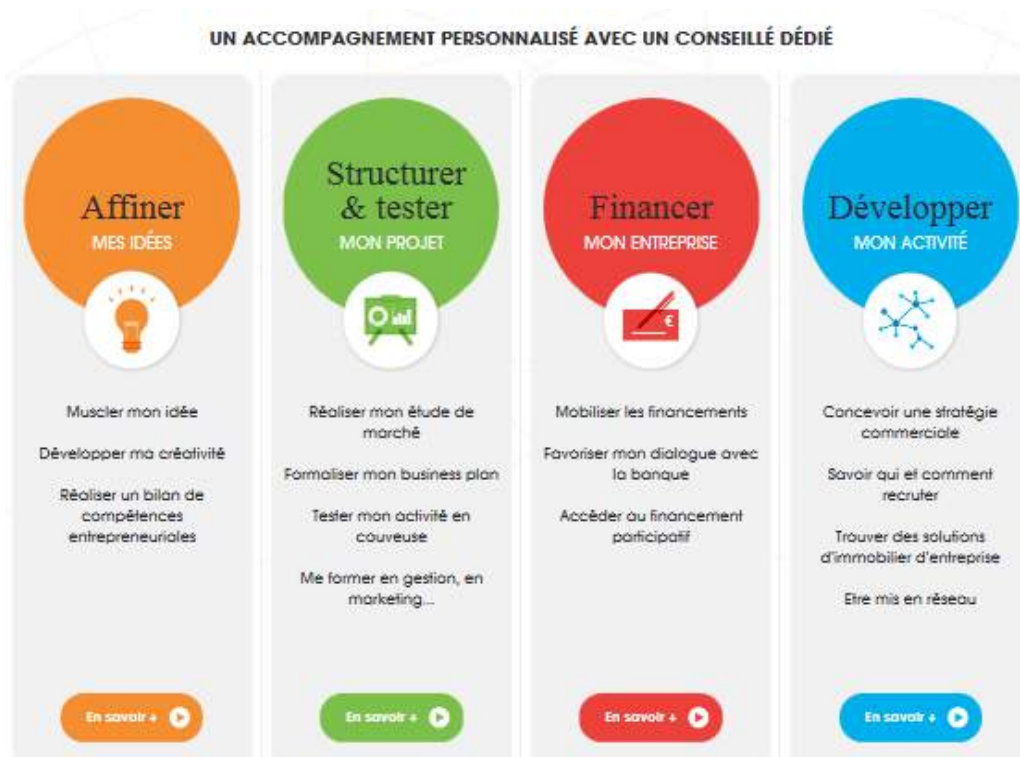 UN ACCOMPAGNEMENT PERSONNALISÉ AVEC UN CONSEILLÉ DÉDIÉ
Affiner
MES IDÉES
Muscler mon idée
Développer ma créativité
Réaliser un bilan de
compétences
entrepreneuriales
En savoir +
Structurer
& tester
MON PROJET
Réaliser mon étude de
marché
Formaliser mon business plan
Tester mon activité en
couveuse
Me former en gestion, en
marketing...
En savoir +
Financer
MON ENTREPRISE
€
Mobiliser les financements
Favoriser mon dialogue avec
la banque
Accéder au financement
participatif
En savoir +
Développer
MON ACTIVITÉ
Concevoir une stratégie
commerciale
Savoir qui et comment
recruter
Trouver des solutions
d'immobilier d'entreprise
Etre mis en réseau
En savoir +